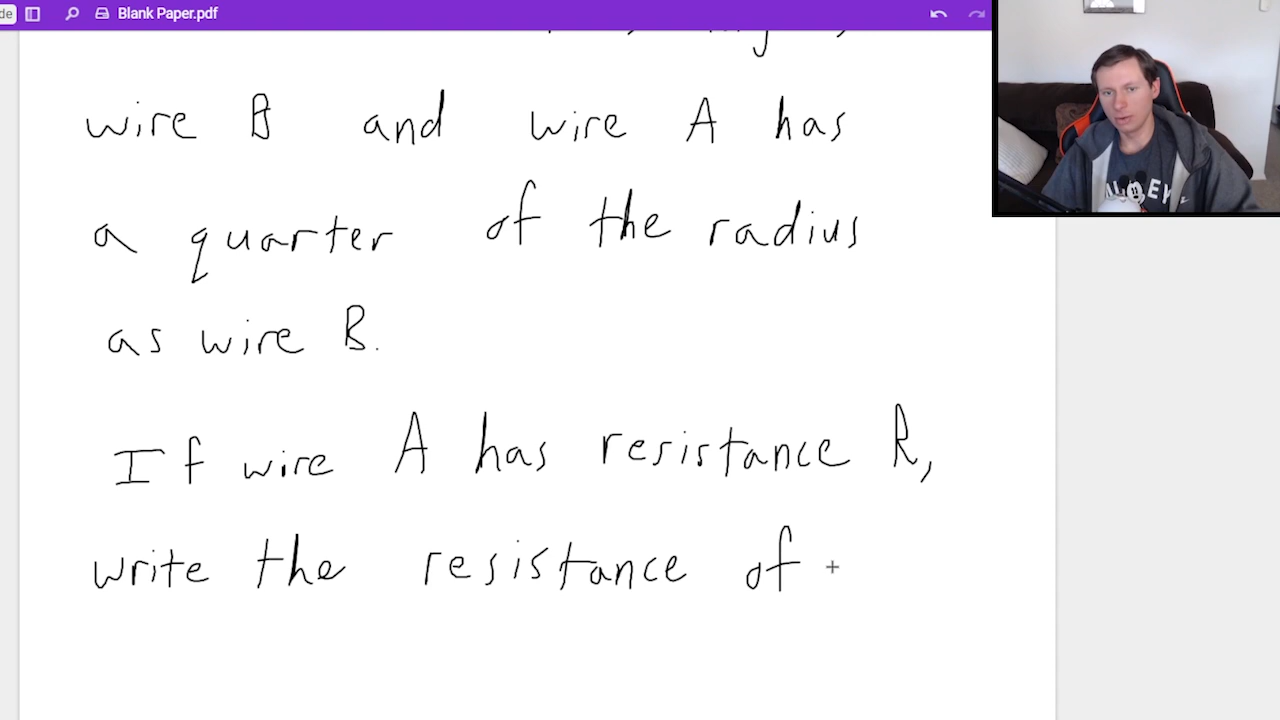 de
Blank Paper.pdf
wire B and wire A has
a quarter of the radius
as wire B.
If wire A has resistance R,
write the resistance of